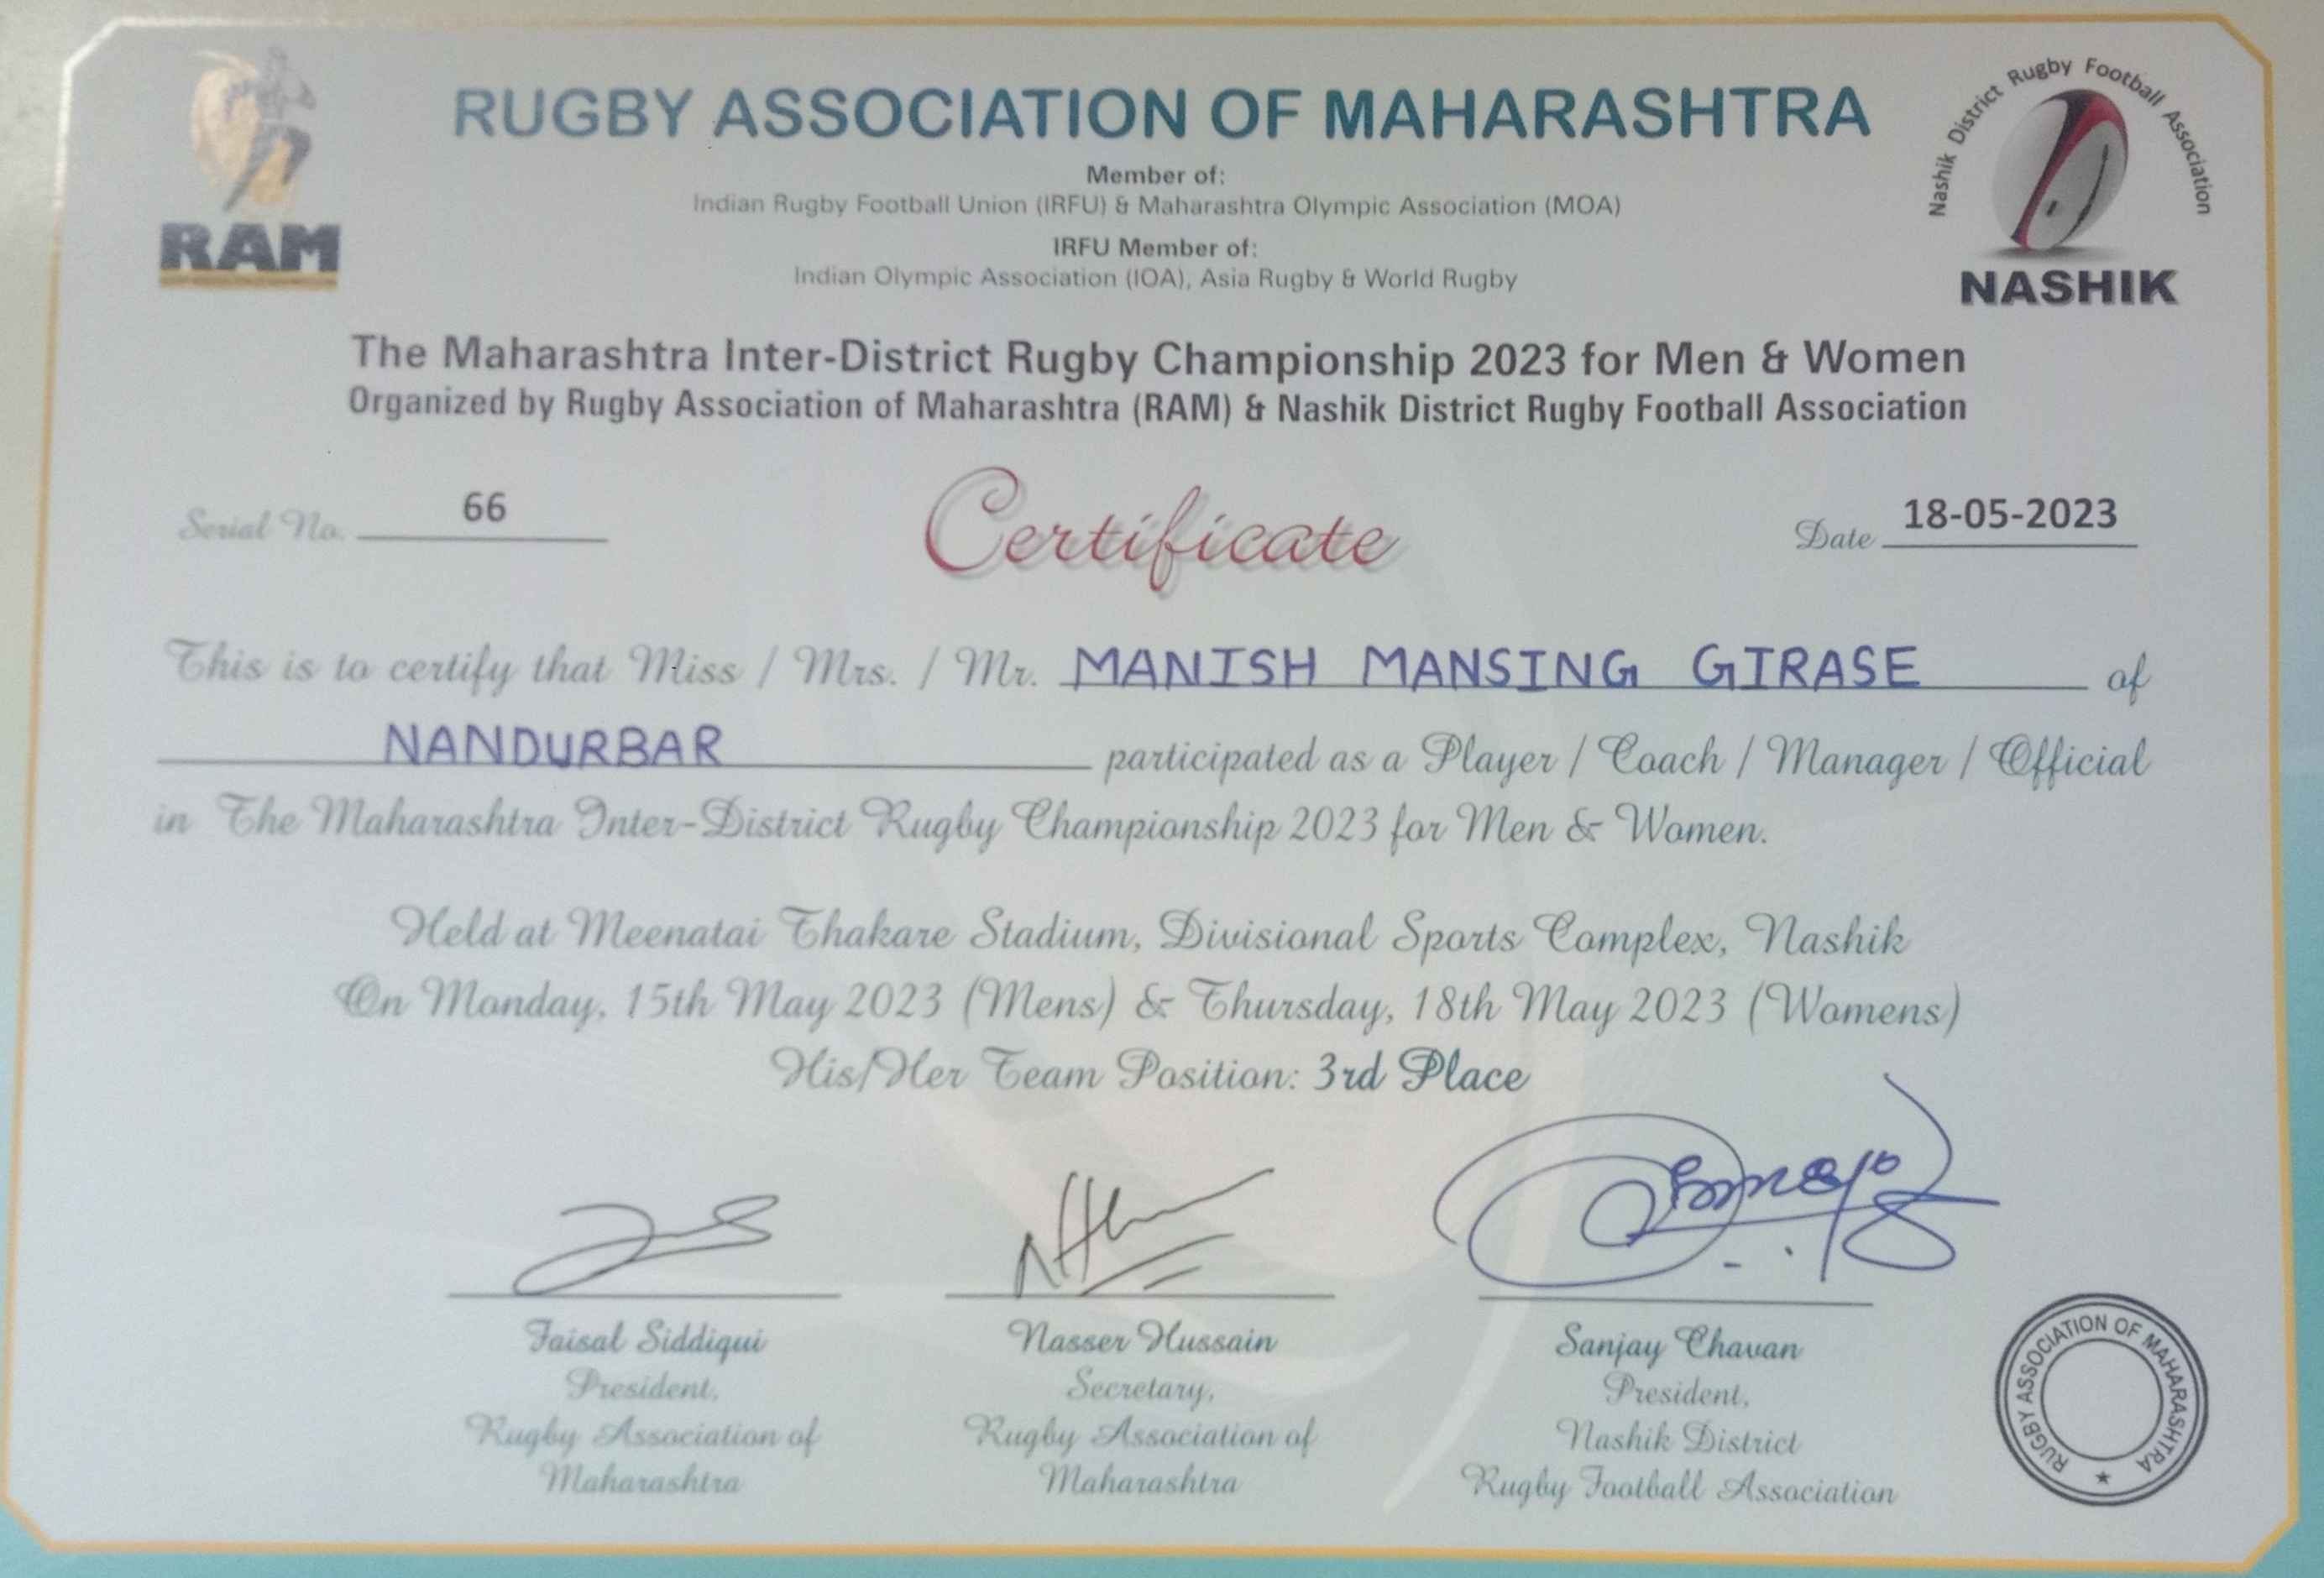 RAM
Nashik District Rugby Football Association
NASHIK
RUGBY ASSOCIATION OF MAHARASHTRA
Member of:
Indian Rugby Football Union (IRFU) & Maharashtra Olympic Association (MOA)
IRFU Member of:
Indian Olympic Association (IOA), Asia Rugby & World Rugby
The Maharashtra Inter-District Rugby Championship 2023 for Men & Women
Organized by Rugby Association of Maharashtra (RAM) & Nashik District Rugby Football Association
Serial No. 66
Certificate
Date 18-05-2023
This is to certify that Miss / Mrs. / Mr. MANISH MANSING GIRASE of
NANDURBAR participated as a Player / Coach / Manager / Official
in The Maharashtra Inter-District Rugby Championship 2023 for Men & Women.
Held at Meenatai Thakare Stadium, Divisional Sports Complex, Nashik
On Monday, 15th May 2023 (Mens) & Thursday, 18th May 2023 (Womens)
His/Her Team Position: 3rd Place
Faisal Siddiqui
President,
Rugby Association of
Maharashtra
Nasser Hussain
Secretary,
Rugby Association of
Maharashtra
Sanjay Chavan
President,
Nashik District
Rugby Football Association
RUGBY ASSOCIATION OF MAHARASHTRA